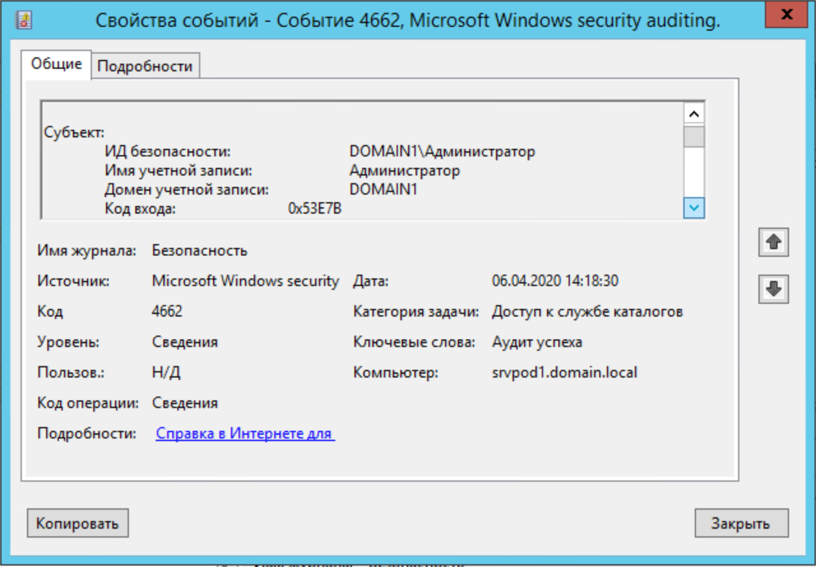 Свойства событий - Событие 4662, Microsoft Windows security auditing.
x
Общие Подробности
Субъект:
ИД безопасности: DOMAIN1\Администратор
Имя учетной записи: Администратор
Домен учетной записи: DOMAIN1
Код входа: 0x53E7B
Имя журнала: Безопасность
Источник: Microsoft Windows security Дата: 06.04.2020 14:18:30
Код 4662 Категория задачи: Доступ к службе каталогов
Уровень: Сведения Ключевые слова: Аудит успеха
Пользов.: Н/Д Компьютер: srvpod1.domain.local
Код операции: Сведения
Подробности: Справка в Интернете для
Копировать Закрыть